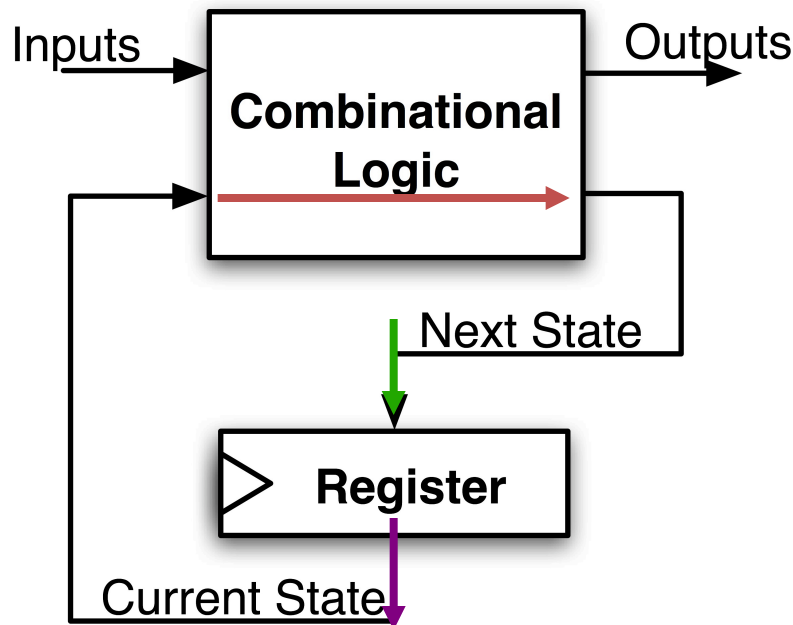 Inputs
Outputs
Combinational
Logic
Next State
Register
Current State